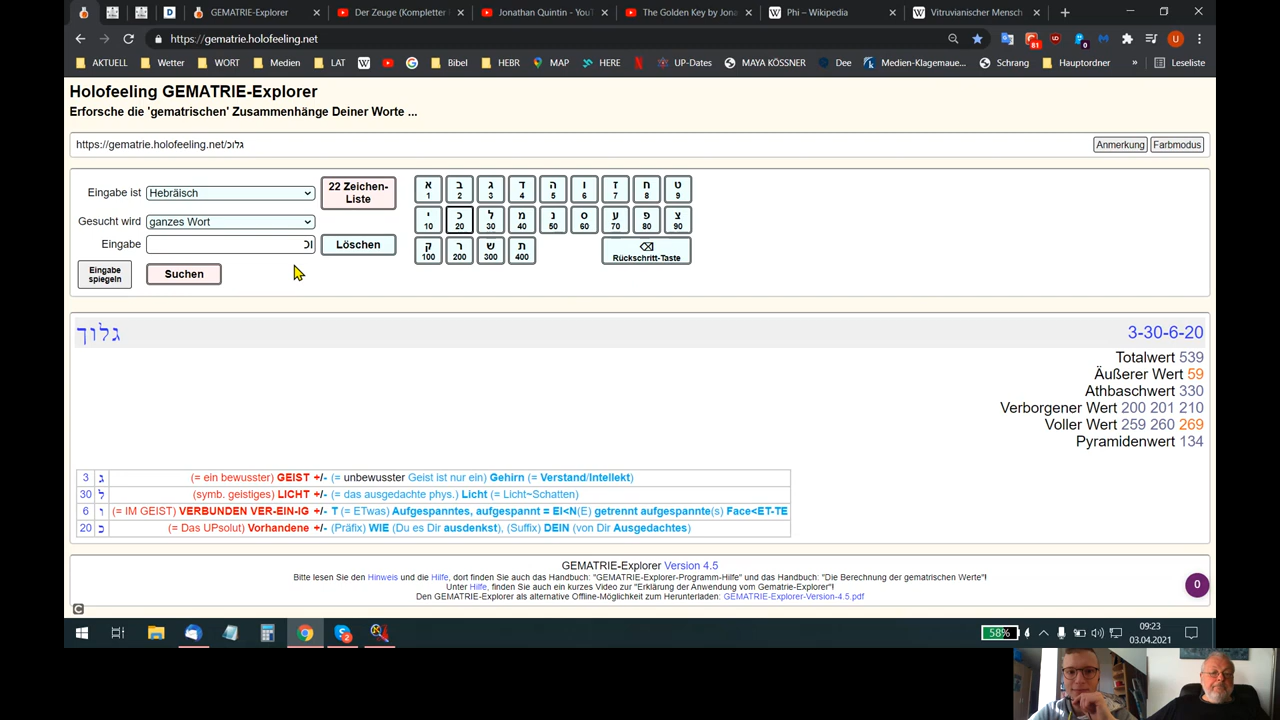 GEMATRIE-Explorer
Der Zeuge (Kompletter
Jonathan Quintin - YouT
The Golden Key by Jona
Phi – Wikipedia
Vitruvianischer Mensch
https://gematrie.holofeeling.net
81
0
U
AKTUELL
Wetter
WORT
Medien
LAT
Bibel
HEBR
MAP
HERE
UP-Dates
MAYA KÖSSNER
Dee
Medien-Klagemaue...
Schrang
Hauptordner
»
Leseliste
Holofeeling GEMATRIE-Explorer
Erforsche die 'gematrischen' Zusammenhänge Deiner Worte ...
https://gematrie.holofeeling.net/גלוכ
Anmerkung
Farbmodus
Eingabe ist
Hebräisch
22 Zeichen-
Liste
Gesucht wird
ganzes Wort
Eingabe
כו
Löschen
Eingabe
spiegeln
Suchen
א ב ג ד ה ו ז ח ט
1 2 3 4 5 6 7 8 9
י כ ל מ נ ס ע פ צ
10 20 30 40 50 60 70 80 90
ק ר ש ת
100 200 300 400
⌫
Rückschritt-Taste
גלוך
3-30-6-20
Totalwert 539
Äußerer Wert 59
Athbaschwert 330
Verborgener Wert 200 201 210
Voller Wert 259 260 269
Pyramidenwert 134
3 ג (= ein bewusster) GEIST +/- (= unbewusster Geist ist nur ein) Gehirn (= Verstand/Intellekt)
30 ל (symb. geistiges) LICHT +/- (= das ausgedachte phys.) Licht (= Licht~Schatten)
6 ו (= IM GEIST) VERBUNDEN VER-EIN-IG +/- T (= ETwas) Aufgespanntes, aufgespannt = EI<N(E) getrennt aufgespannte(s) Face<ET-TE
20 כ (= Das UPsolut) Vorhandene +/- (Präfix) WIE (Du es Dir ausdenkst), (Suffix) DEIN (von Dir Ausgedachtes)
GEMATRIE-Explorer Version 4.5
Bitte lesen Sie den Hinweis und die Hilfe, dort finden Sie auch das Handbuch: "GEMATRIE-Explorer-Programm-Hilfe" und das Handbuch: "Die Berechnung der gematrischen Werte"!
Unter Hilfe, finden Sie auch ein kurzes Video zur "Erklärung der Anwendung vom Gematrie-Explorer"!
Den GEMATRIE-Explorer als alternative Offline-Möglichkeit zum Herunterladen: GEMATRIE-Explorer-Version-4.5.pdf
0
C
58%
09:23
03.04.2021